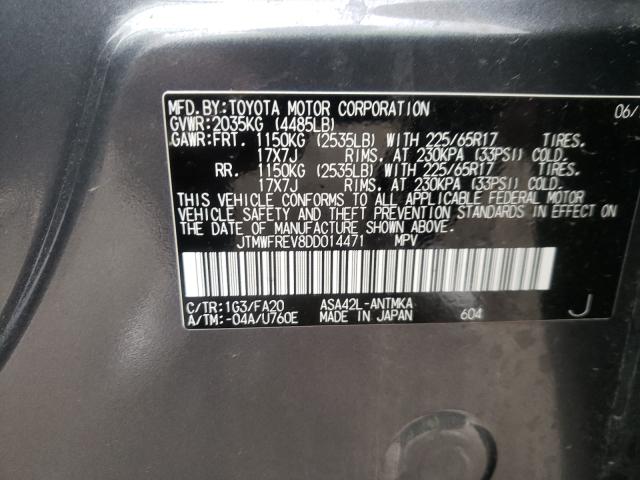 MFD. BY: TOYOTA MOTOR CORPORATION 06/
GVWR: 2035KG (4485LB)
GAWR: FRT. 1150KG (2535LB) WITH 225/65R17 TIRES.
17X7J RIMS. AT 230KPA (33PSI) COLD.
RR. 1150KG (2535LB) WITH 225/65R17 TIRES.
17X7J RIMS. AT 230KPA (33PSI) COLD.
THIS VEHICLE CONFORMS TO ALL APPLICABLE FEDERAL MOTOR
VEHICLE SAFETY AND THEFT PREVENTION STANDARDS IN EFFECT ON
THE DATE OF MANUFACTURE SHOWN ABOVE.
JTMWFREV8DD014471 MPV
C/TR: 1G3/FA20 ASA42L-ANTMKA
A/TM: -04A/U760E MADE IN JAPAN 604 J